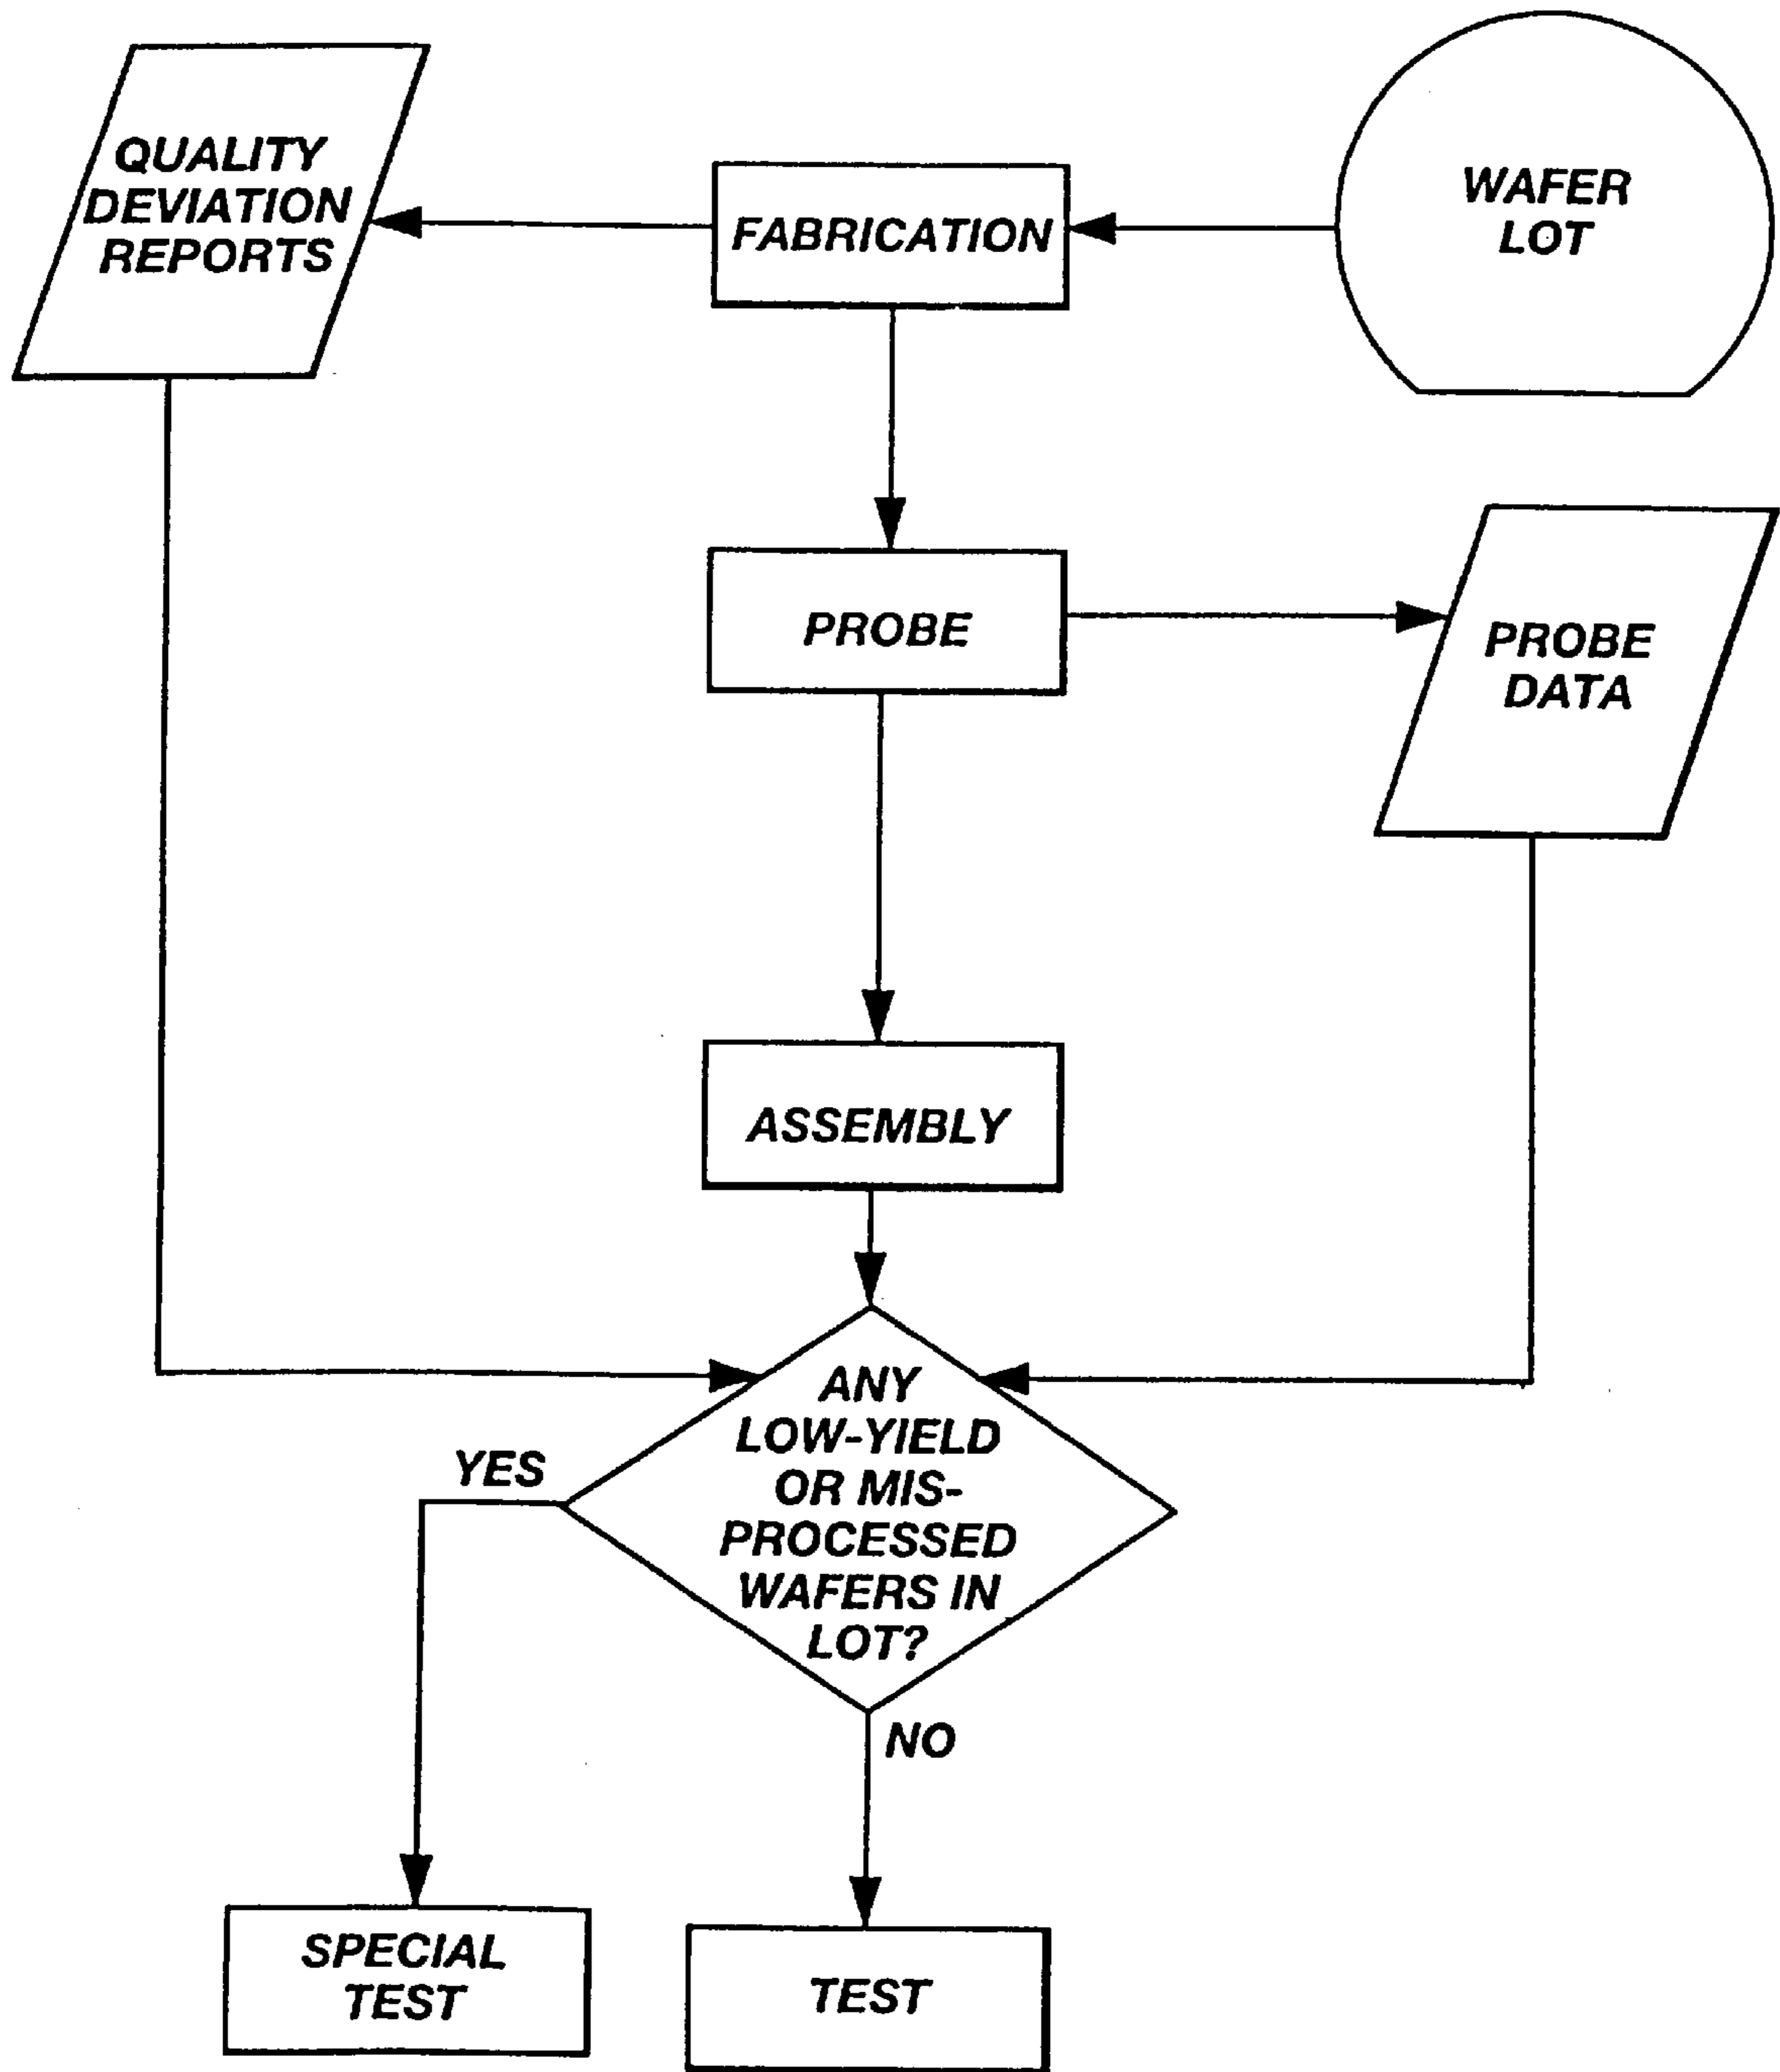 QUALITY
DEVIATION
REPORTS
FABRICATION
WAFER
LOT
PROBE
PROBE
DATA
ASSEMBLY
ANY
LOW-YIELD
OR MIS-
PROCESSED
WAFERS IN
LOT?
YES
NO
SPECIAL
TEST
TEST